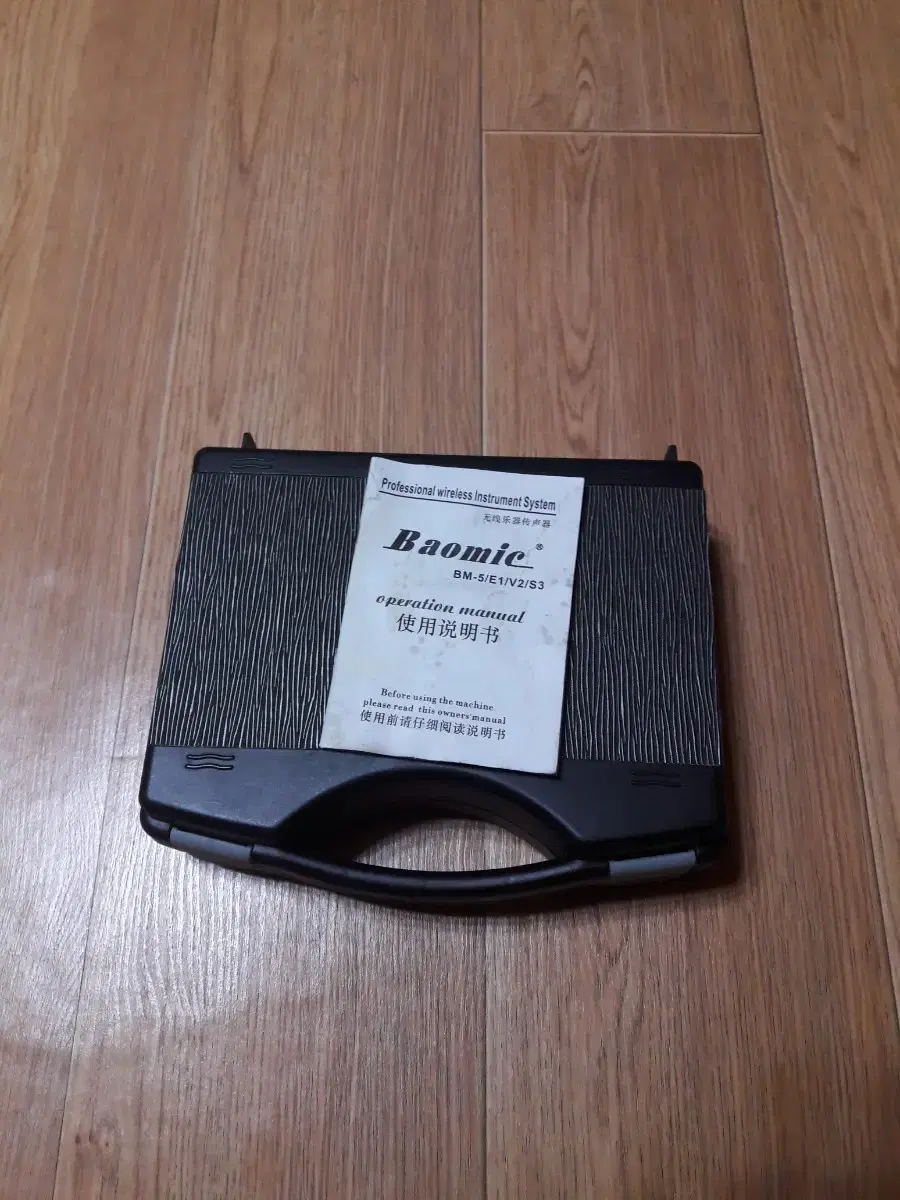 Professional wireless Instrument System
无线乐器传声器
Baomic®
BM-5/E1/V2/S3
operation manual
使用说明书
Before using the machine
please read this owners'manual
使用前请仔细阅读说明书